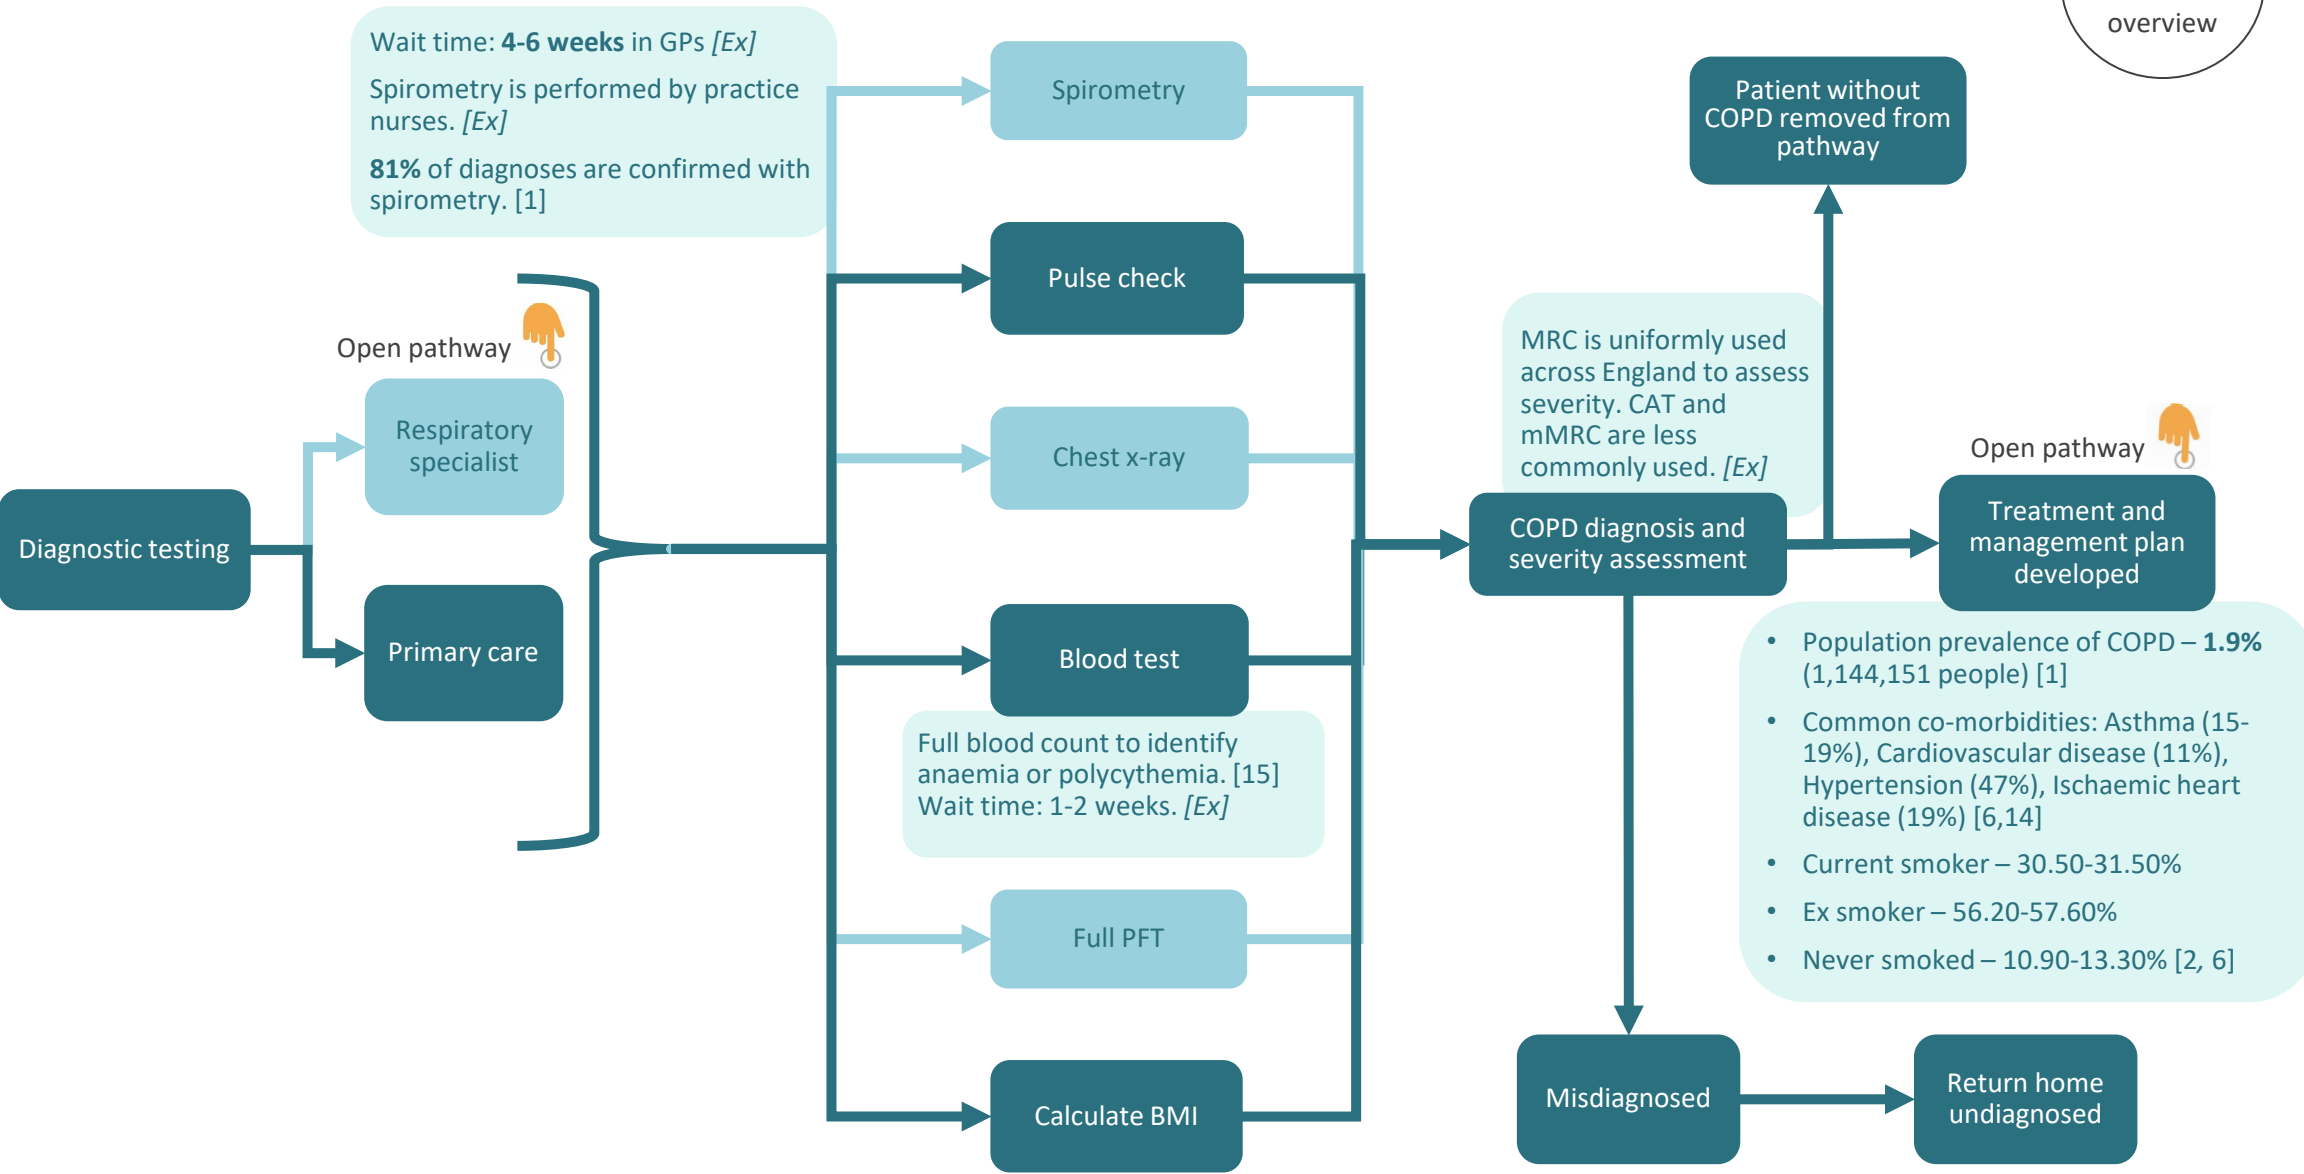 overview
Wait time: 4-6 weeks in GPs [Ex]
Spirometry is performed by practice
nurses. [Ex]
81% of diagnoses are confirmed with
spirometry. [1]
Open pathway
Respiratory
specialist
Diagnostic testing
Primary care
Spirometry
Pulse check
Chest x-ray
Blood test
Full blood count to identify
anaemia or polycythemia. [15]
Wait time: 1-2 weeks. [Ex]
Full PFT
Calculate BMI
Patient without
COPD removed from
pathway
MRC is uniformly used
across England to assess
severity. CAT and
mMRC are less
commonly used. [Ex]
COPD diagnosis and
severity assessment
Open pathway
Treatment and
management plan
developed
• Population prevalence of COPD – 1.9%
(1,144,151 people) [1]
• Common co-morbidities: Asthma (15-
19%), Cardiovascular disease (11%),
Hypertension (47%), Ischaemic heart
disease (19%) [6,14]
• Current smoker – 30.50-31.50%
• Ex smoker – 56.20-57.60%
• Never smoked – 10.90-13.30% [2, 6]
Misdiagnosed
Return home
undiagnosed